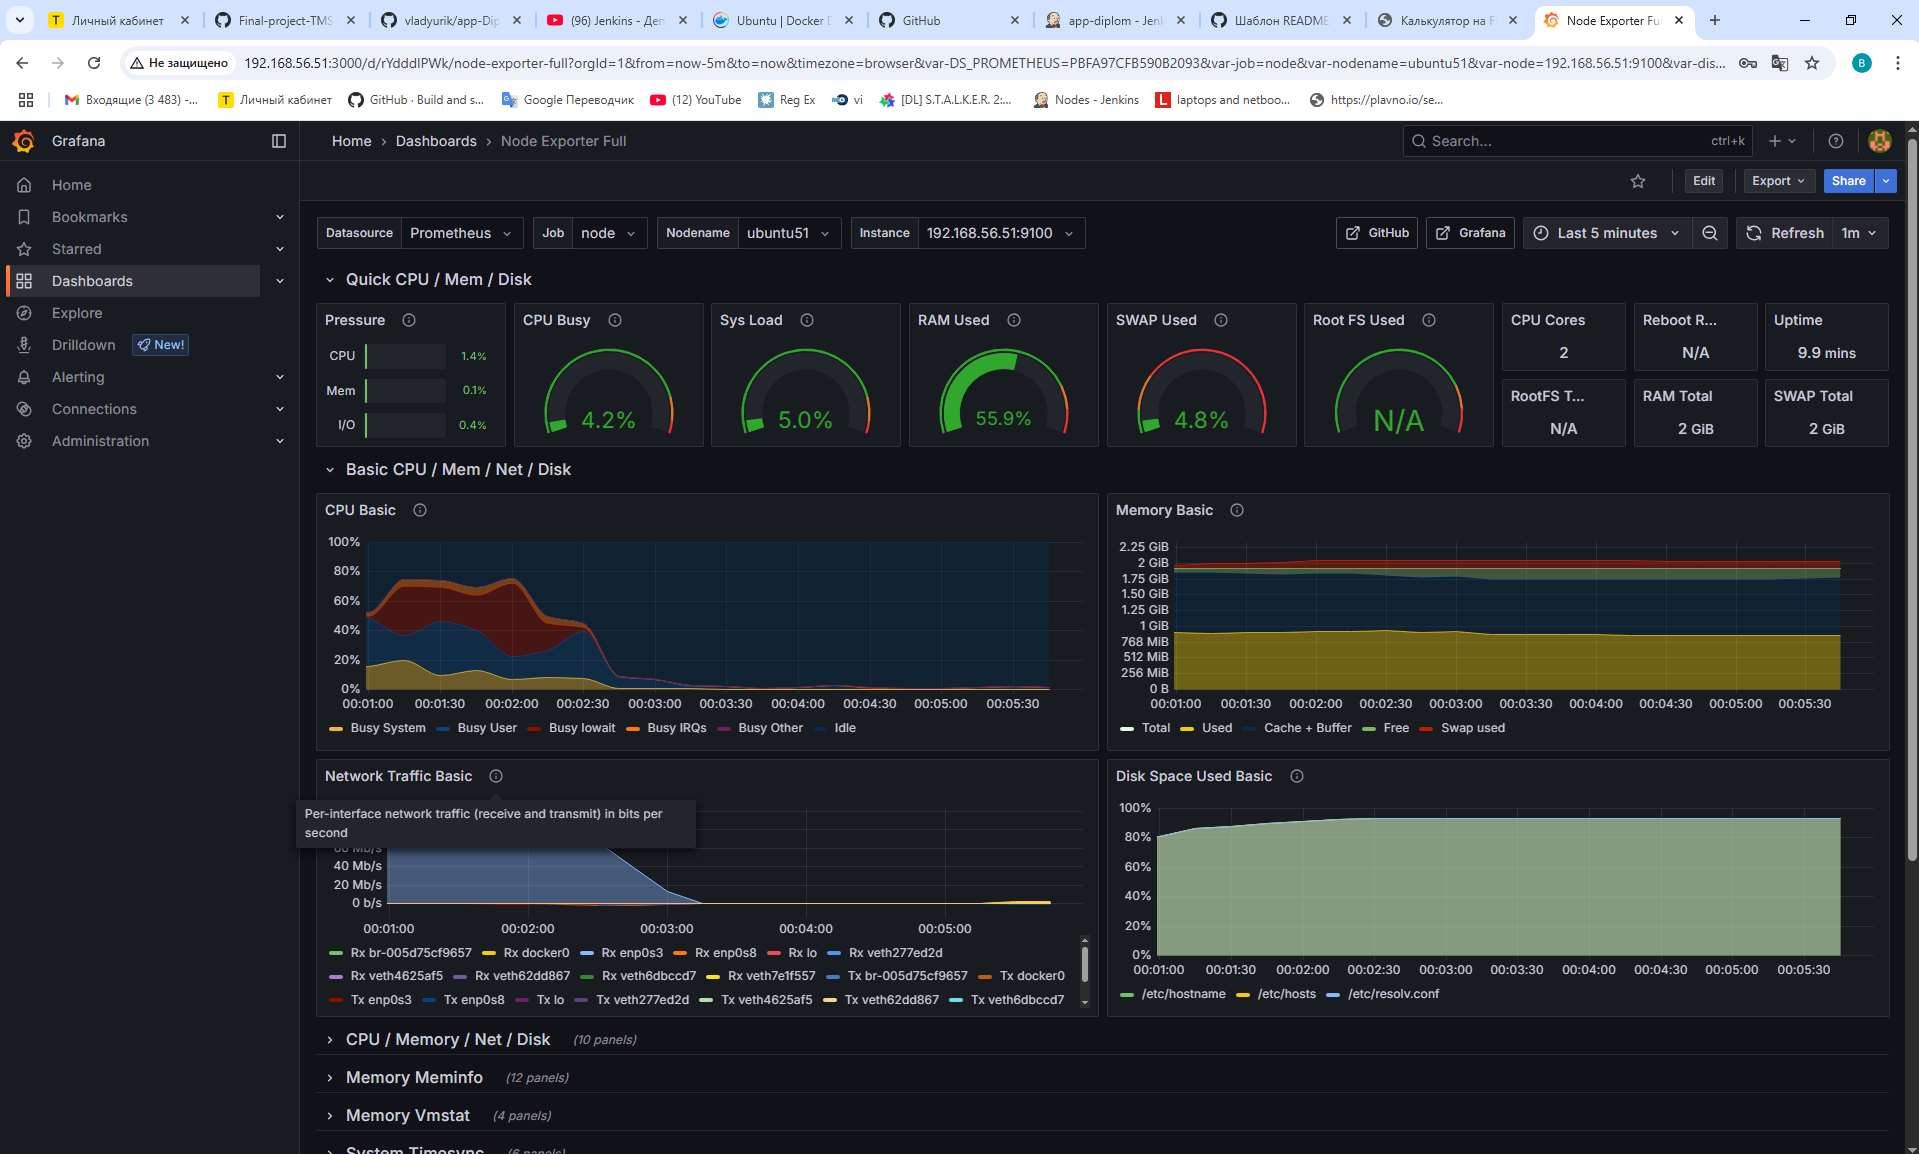 Личный кабинет
Final-project-TMS
vladyurik/app-Dip
(96) Jenkins - Деп
Ubuntu | Docker D
GitHub
app-diplom - Jenk
Шаблон README
Калькулятор на F
Node Exporter Ful
Не защищено
192.168.56.51:3000/d/rYdddlPWk/node-exporter-full?orgId=1&from=now-5m&to=now&timezone=browser&var-DS_PROMETHEUS=PBFA97CFB590B2093&var-job=node&var-nodename=ubuntu51&var-node=192.168.56.51:9100&var-dis...
В
Входящие (3 483) -...
Личный кабинет
GitHub · Build and s...
Google Переводчик
(12) YouTube
Reg Ex
vi
[DL] S.T.A.L.K.E.R. 2:...
Nodes - Jenkins
laptops and netboo...
https://plavno.io/se...
Grafana
Home › Dashboards › Node Exporter Full
Search...
ctrl+k
Home
Bookmarks
Starred
Dashboards
Explore
Drilldown
New!
Alerting
Connections
Administration
Edit
Export
Share
Datasource
Prometheus
Job
node
Nodename
ubuntu51
Instance
192.168.56.51:9100
GitHub
Grafana
Last 5 minutes
Refresh
1m
Quick CPU / Mem / Disk
Pressure
CPU
1.4%
Mem
0.1%
I/O
0.4%
CPU Busy
4.2%
Sys Load
5.0%
RAM Used
55.9%
SWAP Used
4.8%
Root FS Used
N/A
CPU Cores
2
Reboot R...
N/A
Uptime
9.9 mins
RootFS T...
N/A
RAM Total
2 GiB
SWAP Total
2 GiB
Basic CPU / Mem / Net / Disk
CPU Basic
100%
80%
60%
40%
20%
0%
00:01:00 00:01:30 00:02:00 00:02:30 00:03:00 00:03:30 00:04:00 00:04:30 00:05:00 00:05:30
Busy System Busy User Busy Iowait Busy IRQs Busy Other Idle
Memory Basic
2.25 GiB
2 GiB
1.75 GiB
1.50 GiB
1.25 GiB
1 GiB
768 MiB
512 MiB
256 MiB
0 B
00:01:00 00:01:30 00:02:00 00:02:30 00:03:00 00:03:30 00:04:00 00:04:30 00:05:00 00:05:30
Total Used Cache + Buffer Free Swap used
Network Traffic Basic
Per-interface network traffic (receive and transmit) in bits per
second
60 Mb/s
40 Mb/s
20 Mb/s
0 b/s
00:01:00 00:02:00 00:03:00 00:04:00 00:05:00
Rx br-005d75cf9657 Rx docker0 Rx enp0s3 Rx enp0s8 Rx lo Rx veth277ed2d
Rx veth4625af5 Rx veth62dd867 Rx veth6dbccd7 Rx veth7e1f557 Tx br-005d75cf9657 Tx docker0
Tx enp0s3 Tx enp0s8 Tx lo Tx veth277ed2d Tx veth4625af5 Tx veth62dd867 Tx veth6dbccd7
Disk Space Used Basic
100%
80%
60%
40%
20%
0%
00:01:00 00:01:30 00:02:00 00:02:30 00:03:00 00:03:30 00:04:00 00:04:30 00:05:00 00:05:30
/etc/hostname /etc/hosts /etc/resolv.conf
CPU / Memory / Net / Disk (10 panels)
Memory Meminfo (12 panels)
Memory Vmstat (4 panels)
System Timesync (6 panels)